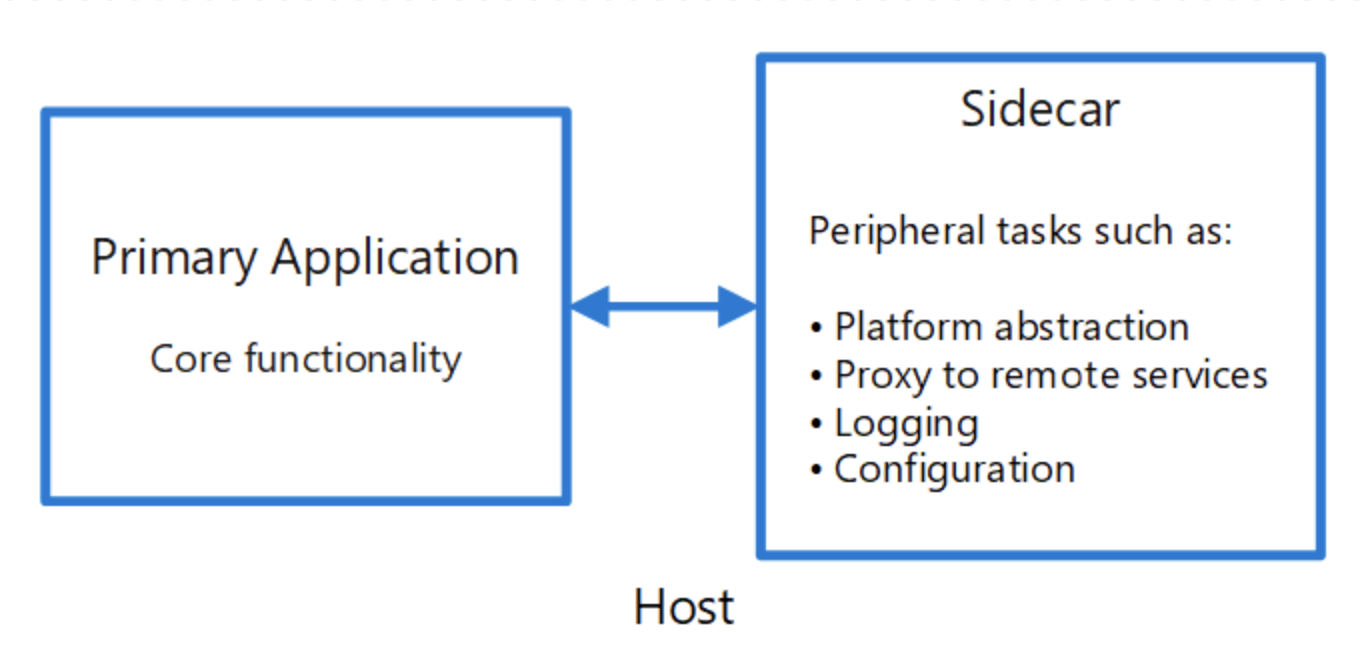 Primary Application
Core functionality
Sidecar
Peripheral tasks such as:
• Platform abstraction
• Proxy to remote services
• Logging
• Configuration
Host